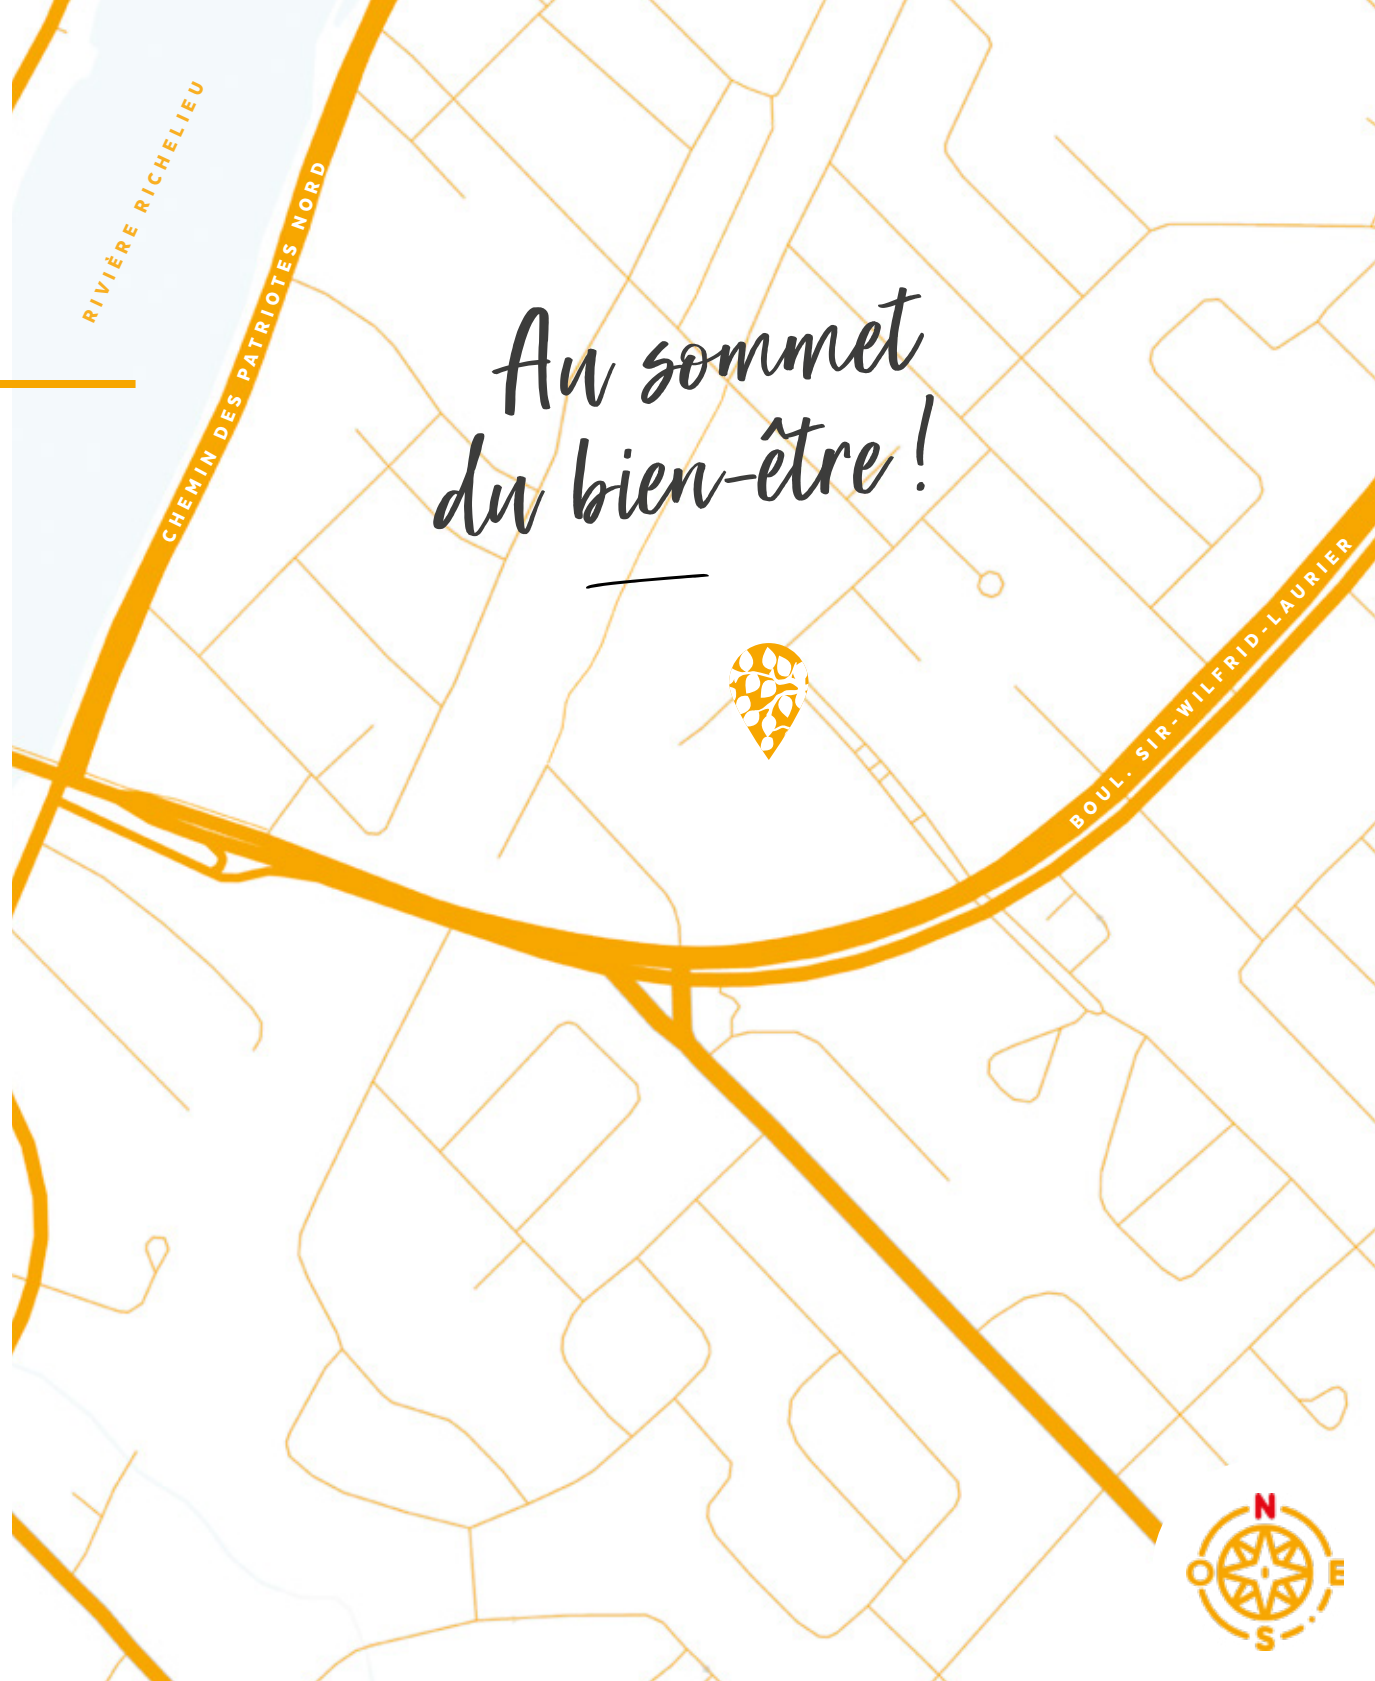 RIVIÈRE RICHELIEU
CHEMIN DES PATRIOTES NORD
Au sommet
du bien-être !
BOUL. SIR-WILFRID-LAURIER
N
O E
S